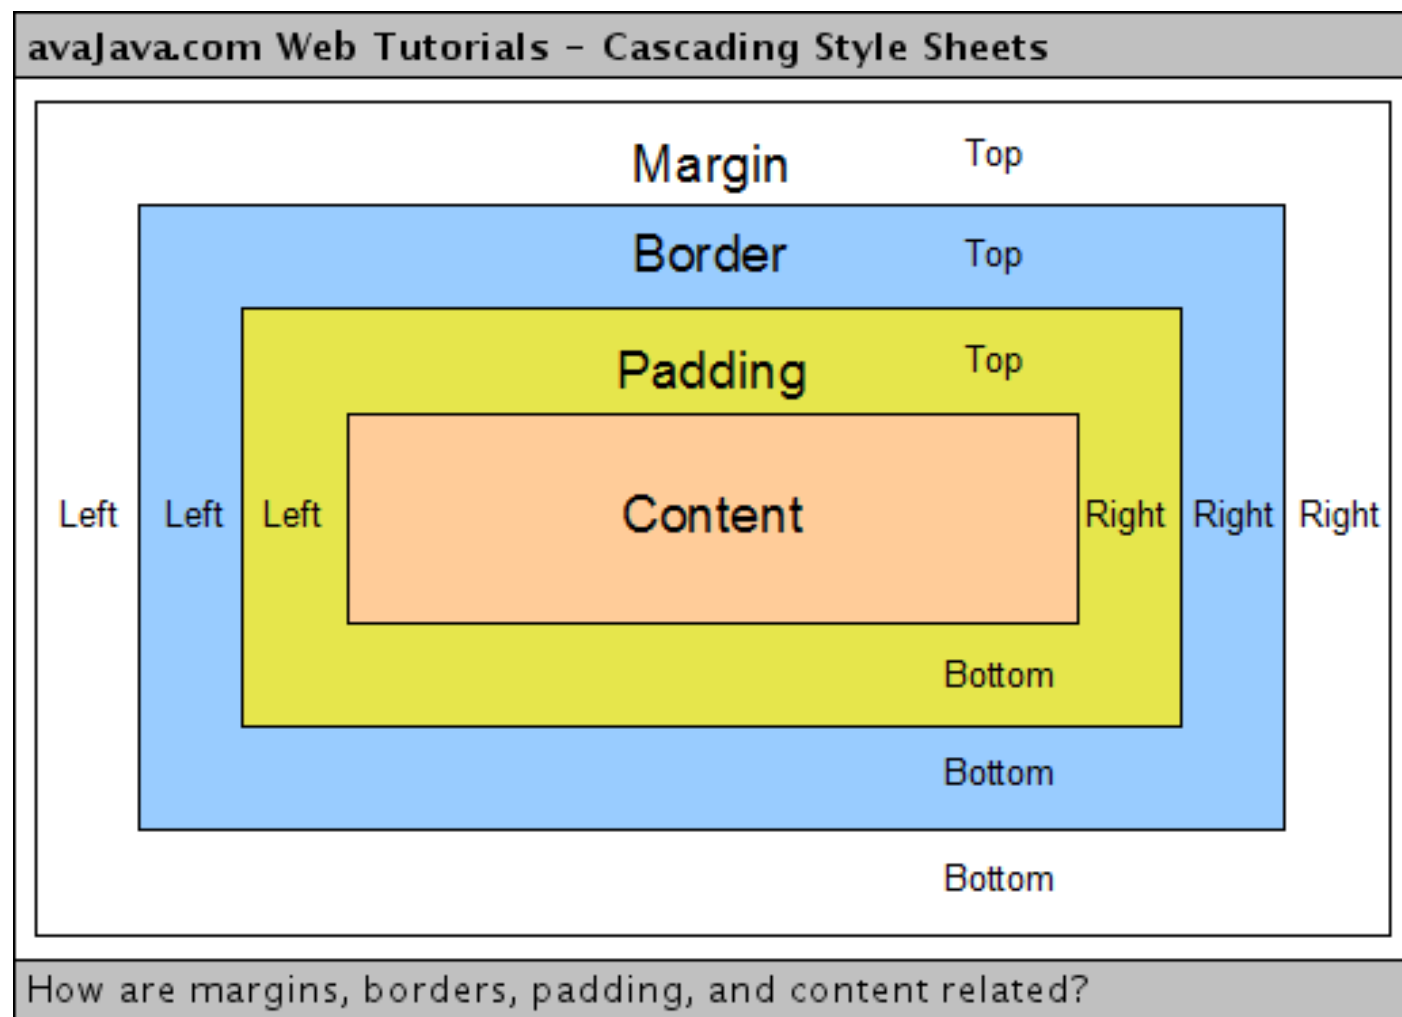 avaJava.com Web Tutorials - Cascading Style Sheets
Margin Top
Border Top
Padding Top
Left Left Left Content Right Right Right
Bottom
Bottom
Bottom
How are margins, borders, padding, and content related?